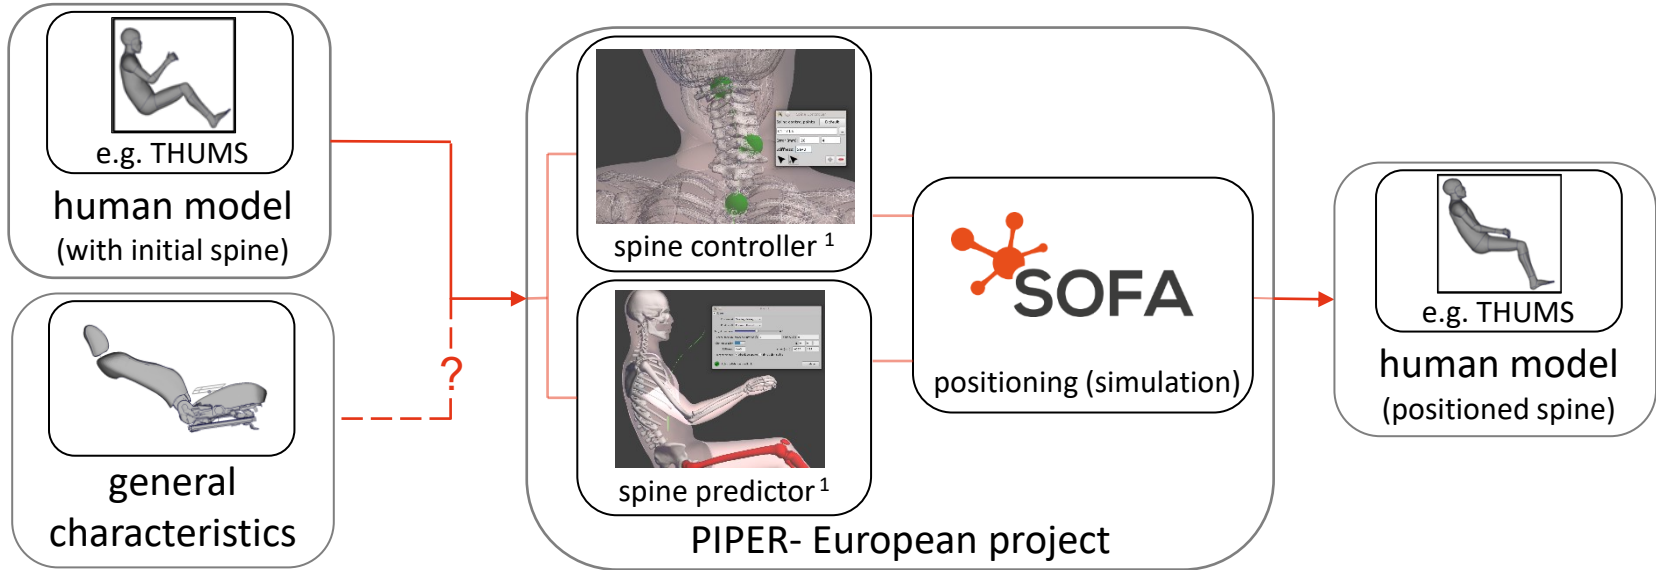 e.g. THUMS
human model
(with initial spine)
general
characteristics
?
spine controller 1
spine predictor 1
SOFA
positioning (simulation)
PIPER- European project
e.g. THUMS
human model
(positioned spine)